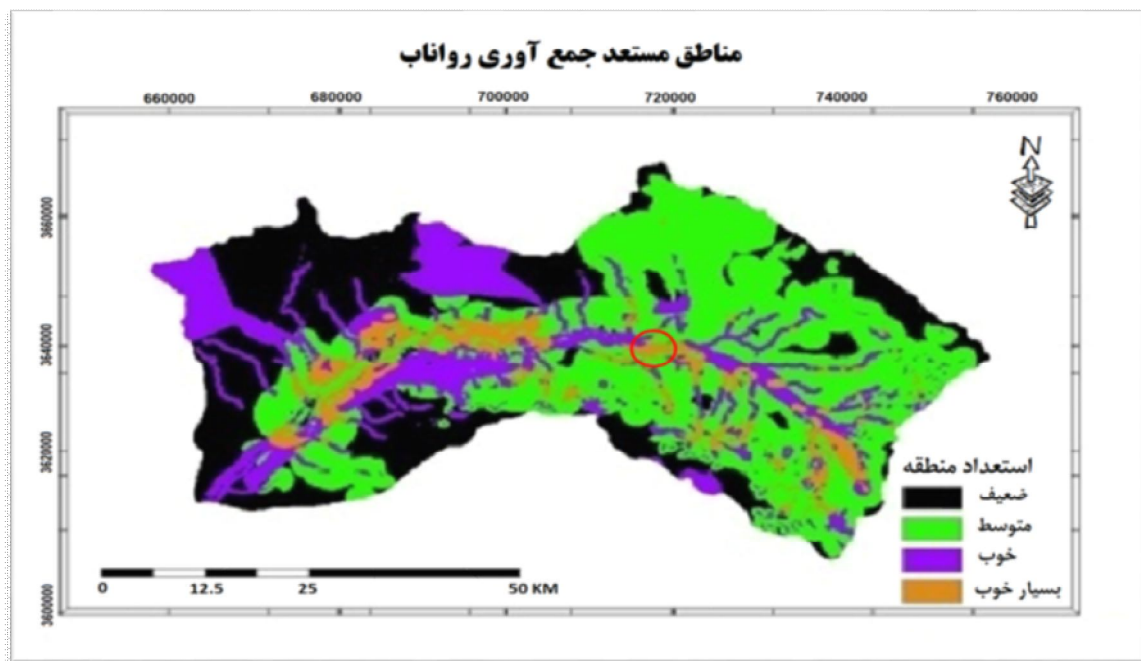 مناطق مستعد جمع آوری رواناب
660000 680000 700000 720000 740000 760000
N
3660000
3640000
3620000
3600000
استعداد منطقه
ضعیف
متوسط
خوب
بسیار خوب
0 12.5 25 50 KM